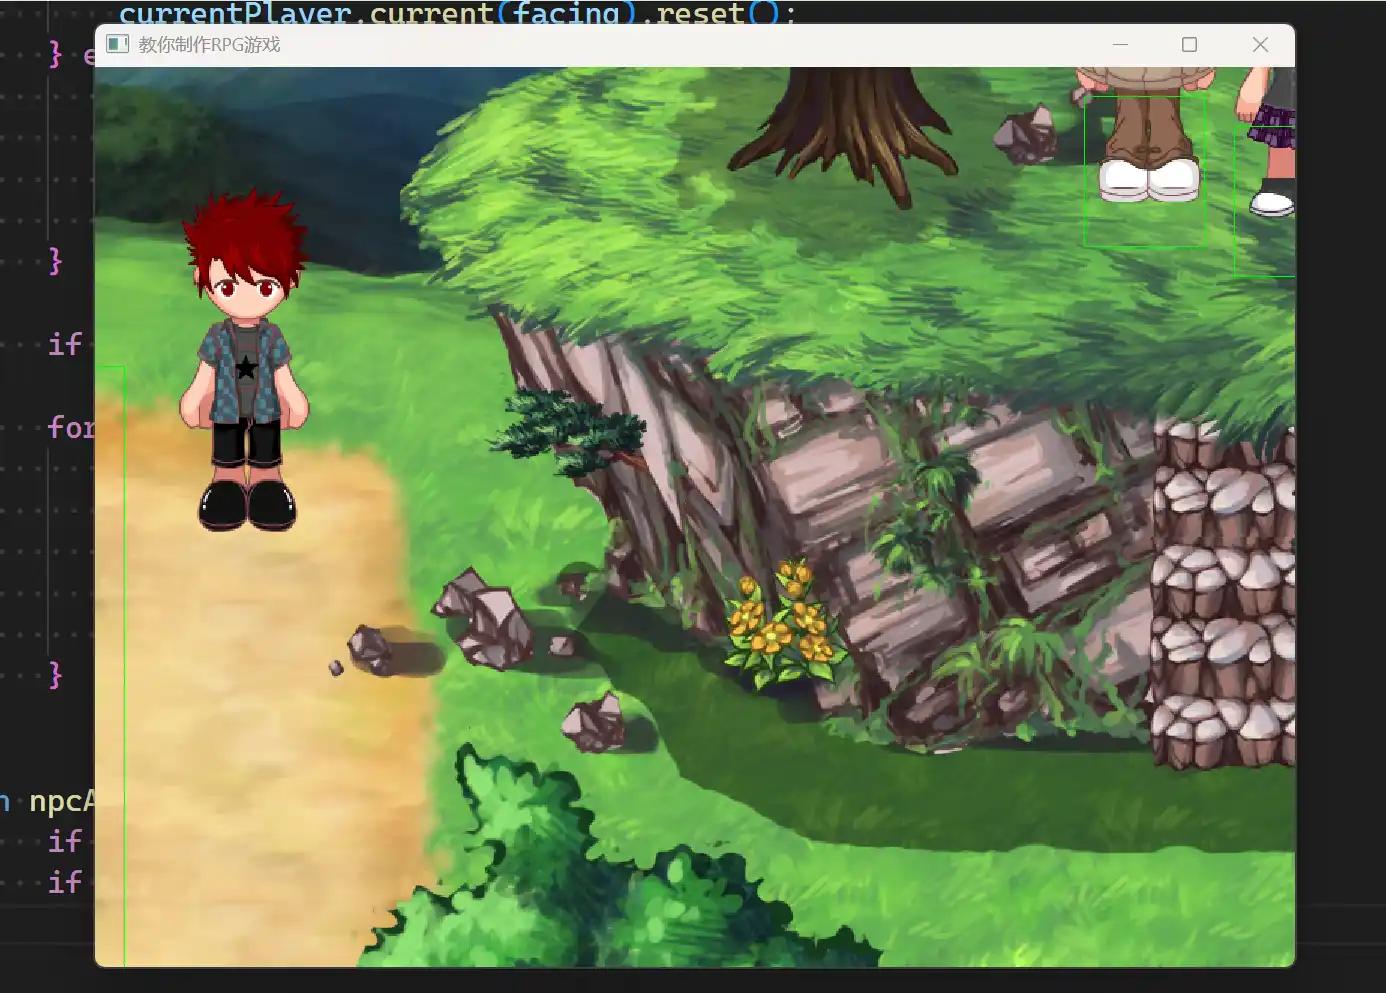 currentPlayer.current(facing).reset();
} e
教你制作RPG游戏
}
if
for
}
n npcA
if
if